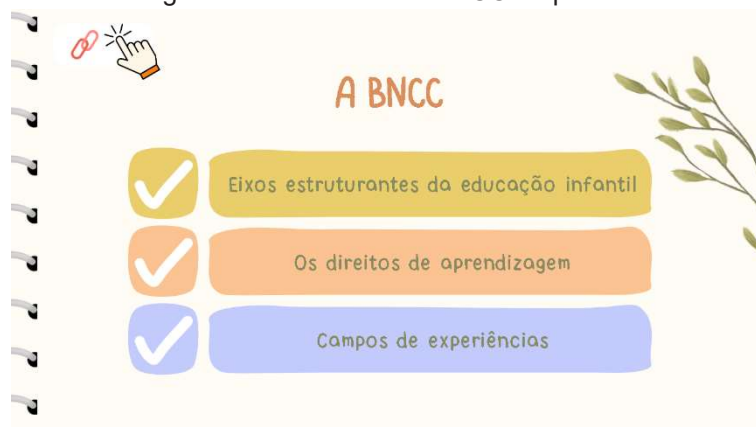 A BNCC
Eixos estruturantes da educação infantil
Os direitos de aprendizagem
Campos de experiências